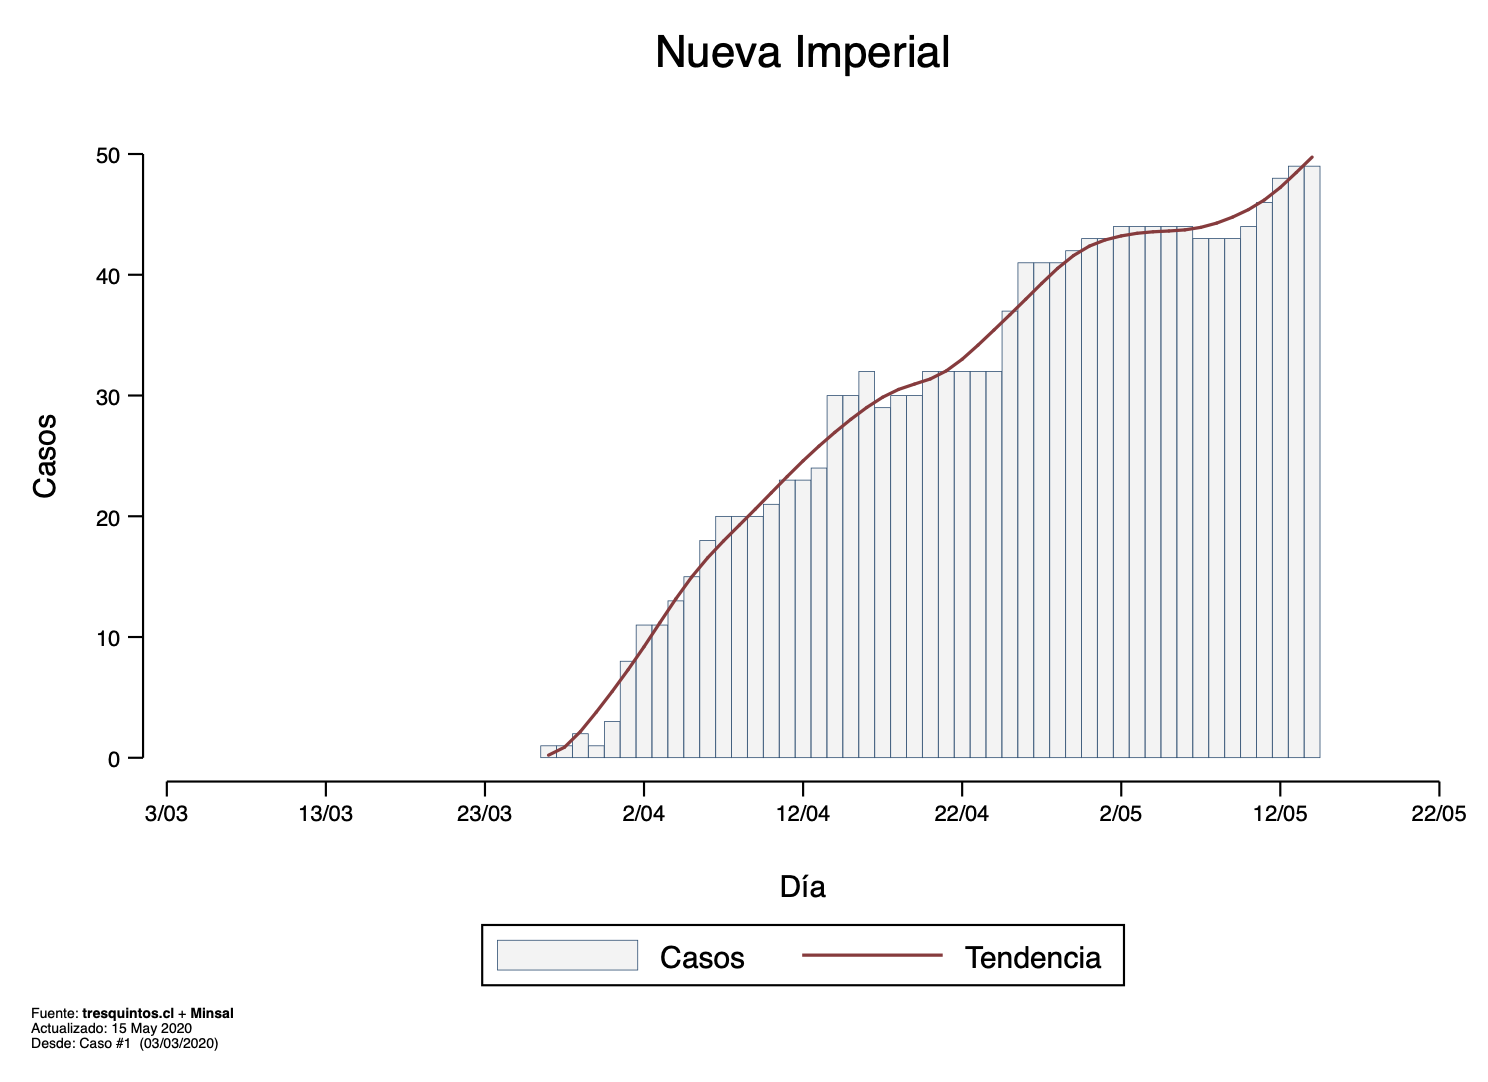 Nueva Imperial
50
40
30
20
10
0
Casos
3/03 13/03 23/03 2/04 12/04 22/04 2/05 12/05 22/05
Día
Casos Tendencia
Fuente: tresquintos.cl + Minsal
Actualizado: 15 May 2020
Desde: Caso #1 (03/03/2020)